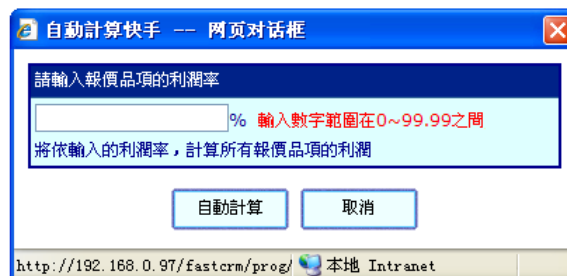 自動計算快手 -- 网页对话框
請輸入報價品項的利潤率
% 輸入數字範圍在0~99.99之間
將依輸入的利潤率，計算所有報價品項的利潤
自動計算
取消
http://192.168.0.97/fastcrm/prog/ 本地 Intranet